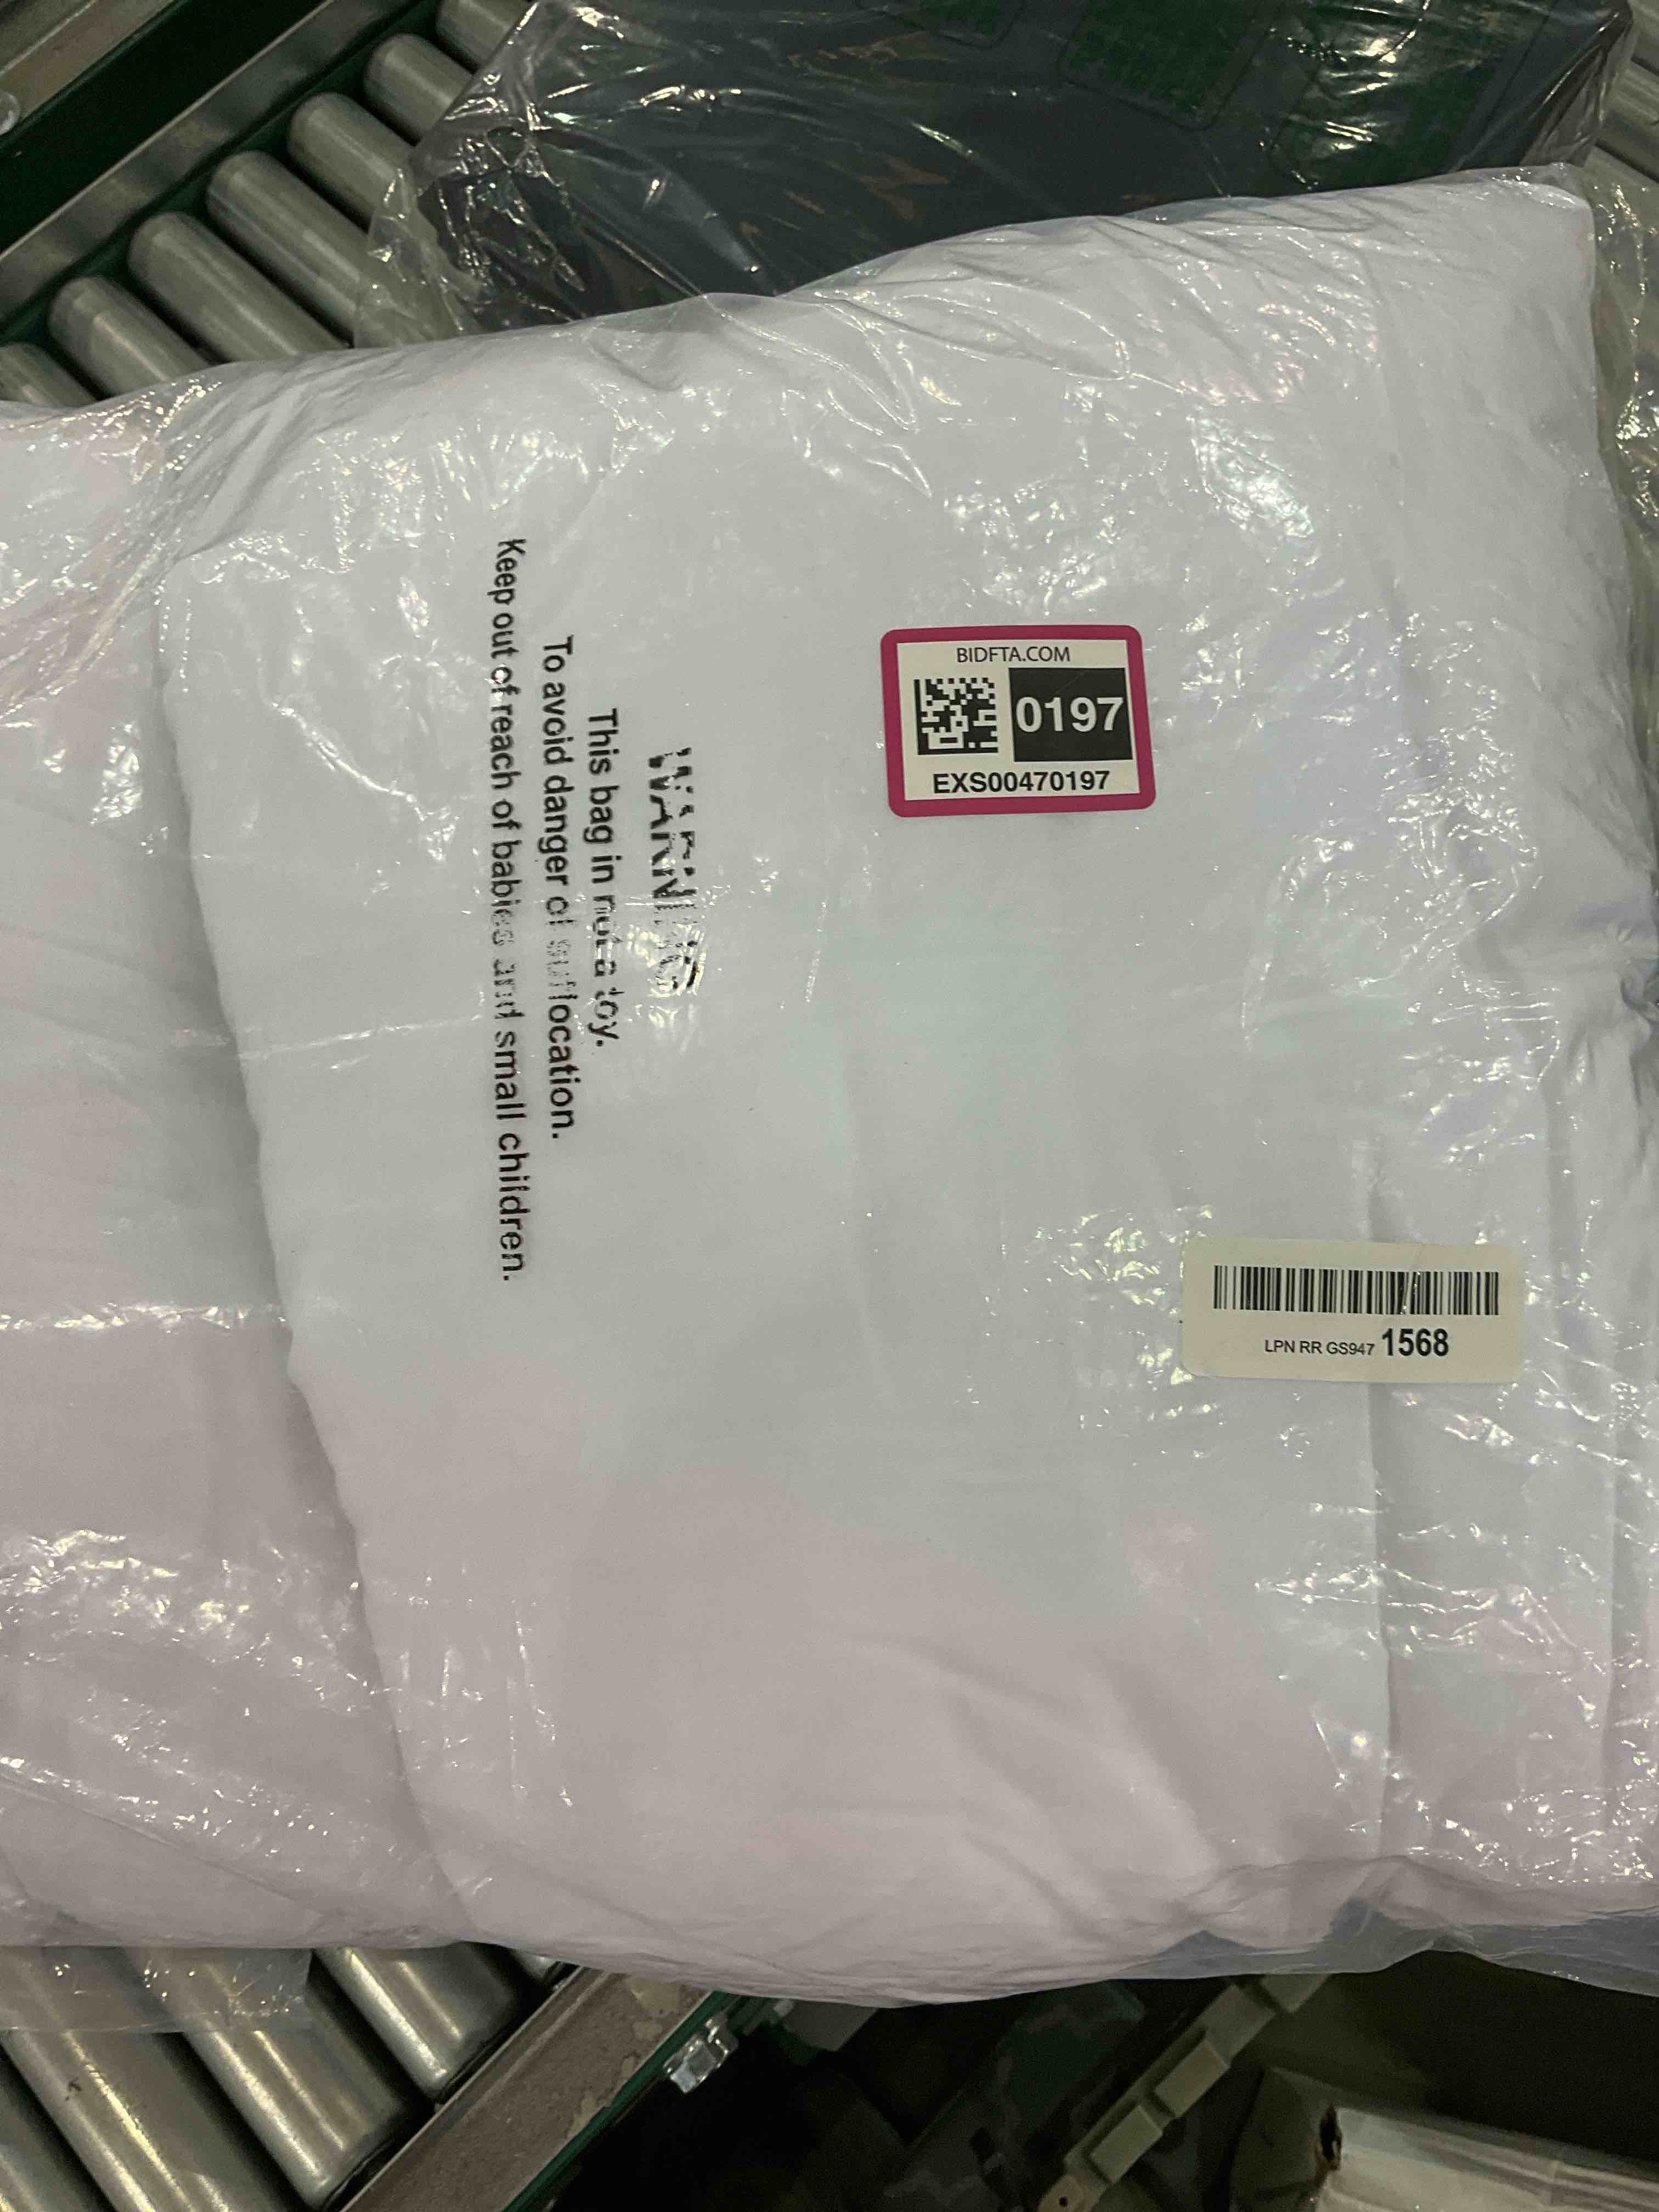 BIDFTA.COM
0197
EXS00470197
WARNING
This bag in not a toy.
To avoid danger of suffocation.
Keep out of reach of babies and small children.
LPN RR GS947 1568